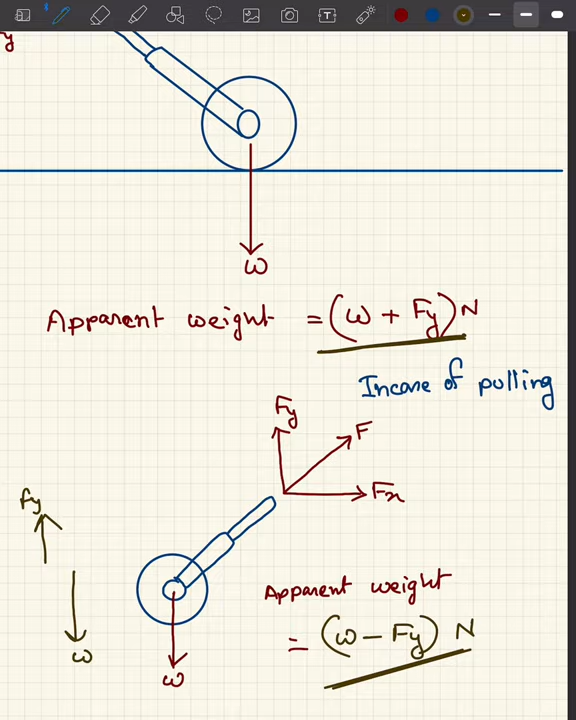 T
y
ω
Apparent weight = (ω + Fy) N
Incase of pulling
Fy
F
Fx
Fy
ω
ω
Apparent weight
= (ω - Fy) N